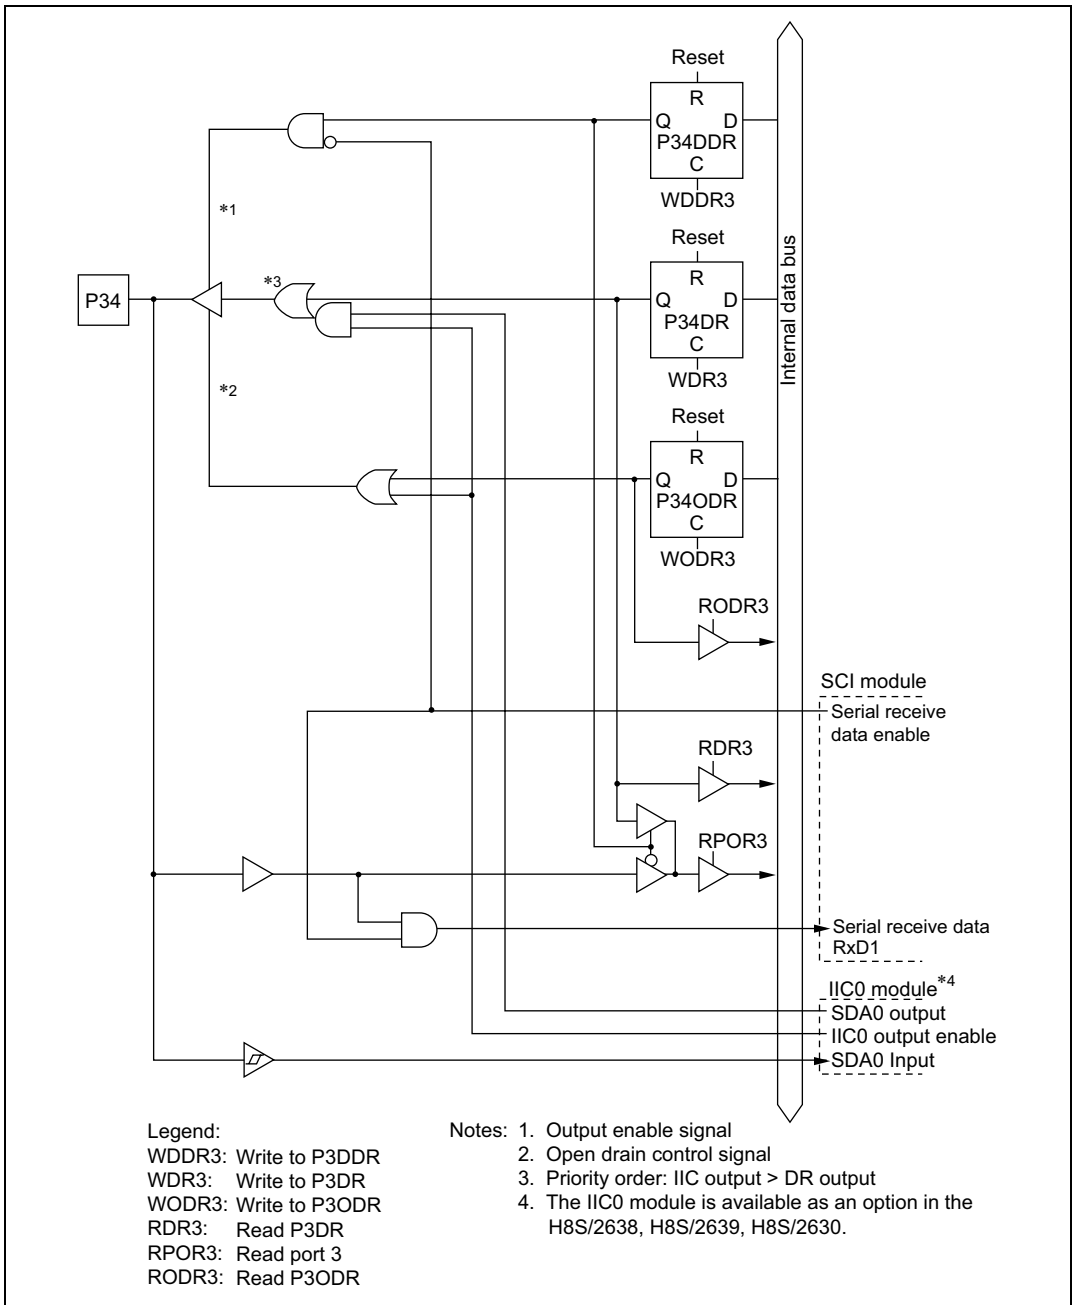 Reset
R
Q D
P34DDR
C
WDDR3
*1
Reset
R
P34
*3
Q D
P34DR
C
WDR3
Internal data bus
*2
Reset
R
Q D
P34ODR
C
WODR3
RODR3
SCI module
Serial receive
data enable
RDR3
RPOR3
Serial receive data
RxD1
IIC0 module*4
SDA0 output
IIC0 output enable
SDA0 Input
Legend:
WDDR3: Write to P3DDR
WDR3: Write to P3DR
WODR3: Write to P3ODR
RDR3: Read P3DR
RPOR3: Read port 3
RODR3: Read P3ODR
Notes: 1. Output enable signal
2. Open drain control signal
3. Priority order: IIC output > DR output
4. The IIC0 module is available as an option in the
H8S/2638, H8S/2639, H8S/2630.